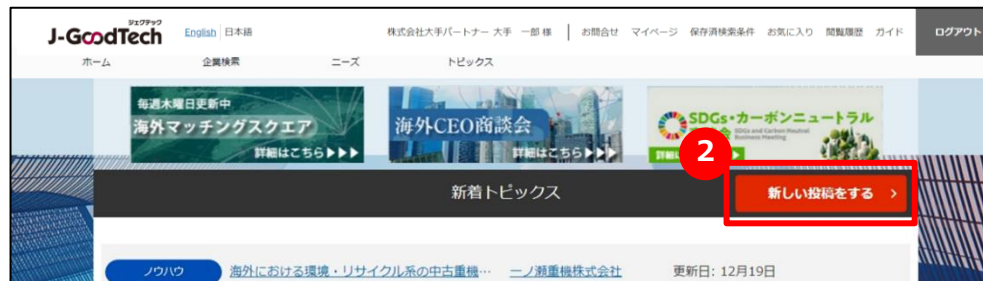 ジェグテック
J-GoodTech English 日本語 株式会社大手パートナー 大手 一郎 様 お問合せ マイページ 保存済検索条件 お気に入り 閲覧履歴 ガイド ログアウト
ホーム 企業検索 ニーズ トピックス
毎週木曜日更新中
海外マッチングスクエア
詳細はこちら▶▶▶
海外CEO商談会
詳細はこちら▶▶▶
SDGs・カーボンニュートラル
SDGs and Carbon Neutral
Business Meeting
2
新着トピックス 新しい投稿をする >
ノウハウ 海外における環境・リサイクル系の中古重機… 一ノ瀬重機株式会社 更新日: 12月19日